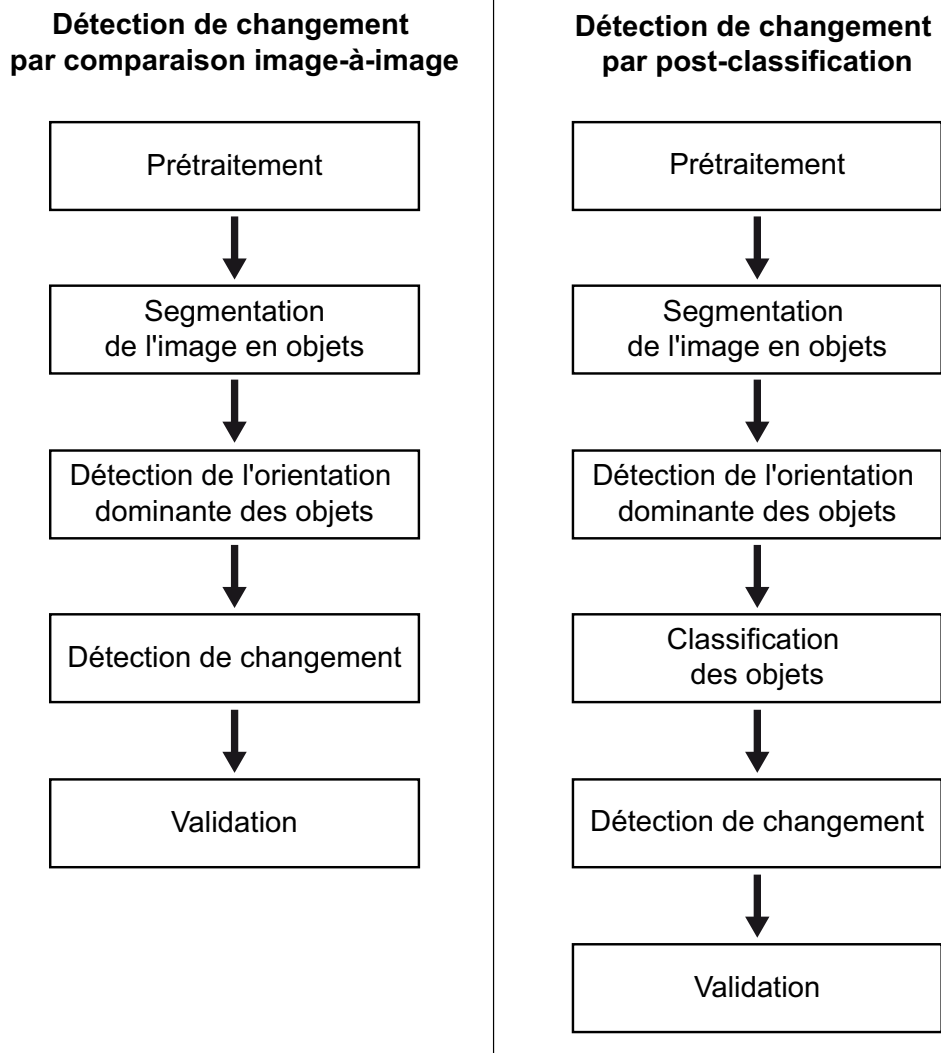 Détection de changement
par comparaison image-à-image
Prétraitement
Segmentation
de l'image en objets
Détection de l'orientation
dominante des objets
Détection de changement
Validation
Détection de changement
par post-classification
Prétraitement
Segmentation
de l'image en objets
Détection de l'orientation
dominante des objets
Classification
des objets
Détection de changement
Validation